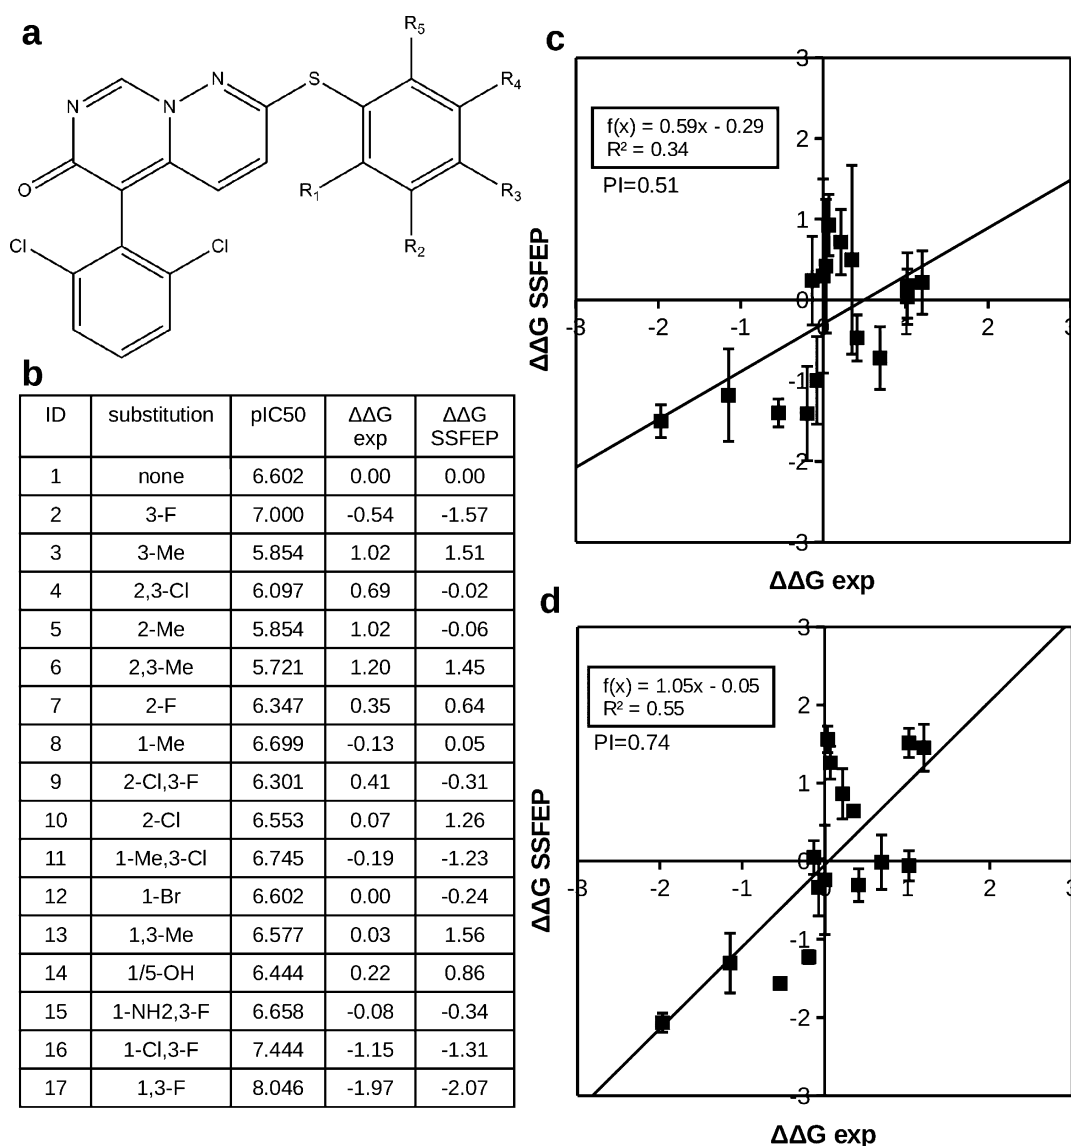 a
R5
N
N
N
S
R4
O
R1
R3
R2
Cl
Cl
b
ID substitution pIC50 ΔΔG exp ΔΔG SSFEP
1 none 6.602 0.00 0.00
2 3-F 7.000 -0.54 -1.57
3 3-Me 5.854 1.02 1.51
4 2,3-Cl 6.097 0.69 -0.02
5 2-Me 5.854 1.02 -0.06
6 2,3-Me 5.721 1.20 1.45
7 2-F 6.347 0.35 0.64
8 1-Me 6.699 -0.13 0.05
9 2-Cl,3-F 6.301 0.41 -0.31
10 2-Cl 6.553 0.07 1.26
11 1-Me,3-Cl 6.745 -0.19 -1.23
12 1-Br 6.602 0.00 -0.24
13 1,3-Me 6.577 0.03 1.56
14 1/5-OH 6.444 0.22 0.86
15 1-NH2,3-F 6.658 -0.08 -0.34
16 1-Cl,3-F 7.444 -1.15 -1.31
17 1,3-F 8.046 -1.97 -2.07
c
3
f(x) = 0.59x - 0.29
R² = 0.34
PI=0.51
2
1
0
-3 -2 -1 0 1 2 3
-1
-2
-3
ΔΔG SSFEP
ΔΔG exp
d
3
f(x) = 1.05x - 0.05
R² = 0.55
PI=0.74
2
1
0
-3 -2 -1 0 1 2 3
-1
-2
-3
ΔΔG SSFEP
ΔΔG exp